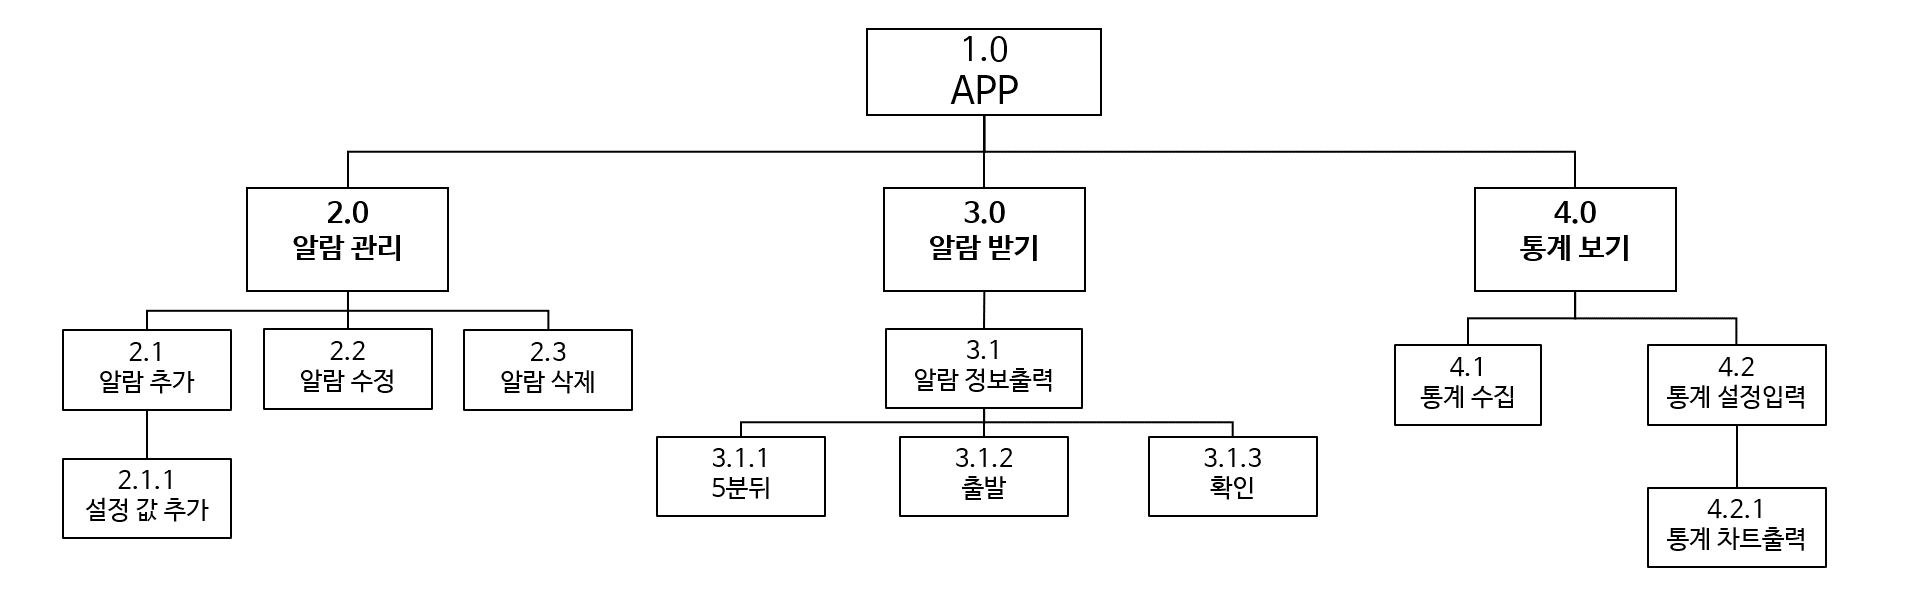 1.0
APP
2.0
알람 관리
3.0
알람 받기
4.0
통계 보기
2.1
알람 추가
2.2
알람 수정
2.3
알람 삭제
3.1
알람 정보출력
4.1
통계 수집
4.2
통계 설정입력
2.1.1
설정 값 추가
3.1.1
5분뒤
3.1.2
출발
3.1.3
확인
4.2.1
통계 차트출력